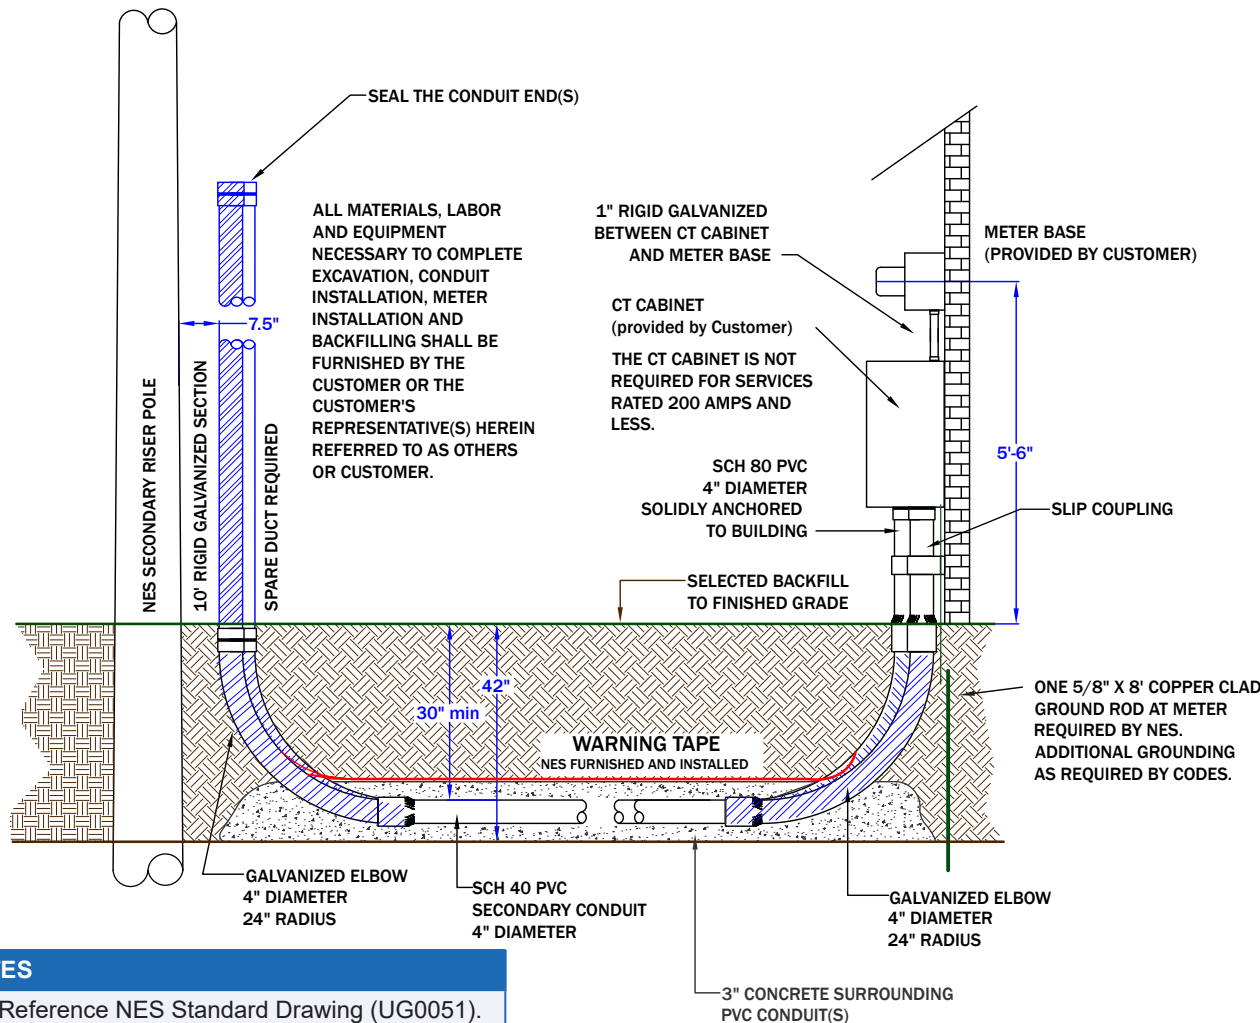 SEAL THE CONDUIT END(S)
ALL MATERIALS, LABOR
AND EQUIPMENT
NECESSARY TO COMPLETE
EXCAVATION, CONDUIT
INSTALLATION, METER
INSTALLATION AND
BACKFILLING SHALL BE
FURNISHED BY THE
CUSTOMER OR THE
CUSTOMER'S
REPRESENTATIVE(S) HEREIN
REFERRED TO AS OTHERS
OR CUSTOMER.
1" RIGID GALVANIZED
BETWEEN CT CABINET
AND METER BASE
METER BASE
(PROVIDED BY CUSTOMER)
CT CABINET
(provided by Customer)
THE CT CABINET IS NOT
REQUIRED FOR SERVICES
RATED 200 AMPS AND
LESS.
7.5"
NES SECONDARY RISER POLE
10' RIGID GALVANIZED SECTION
SPARE DUCT REQUIRED
5'-6"
SCH 80 PVC
4" DIAMETER
SOLIDLY ANCHORED
TO BUILDING
SLIP COUPLING
SELECTED BACKFILL
TO FINISHED GRADE
42"
30" min
WARNING TAPE
NES FURNISHED AND INSTALLED
ONE 5/8" X 8' COPPER CLAD
GROUND ROD AT METER
REQUIRED BY NES.
ADDITIONAL GROUNDING
AS REQUIRED BY CODES.
GALVANIZED ELBOW
4" DIAMETER
24" RADIUS
SCH 40 PVC
SECONDARY CONDUIT
4" DIAMETER
GALVANIZED ELBOW
4" DIAMETER
24" RADIUS
3" CONCRETE SURROUNDING
PVC CONDUIT(S)
TES
Reference NES Standard Drawing (UG0051).